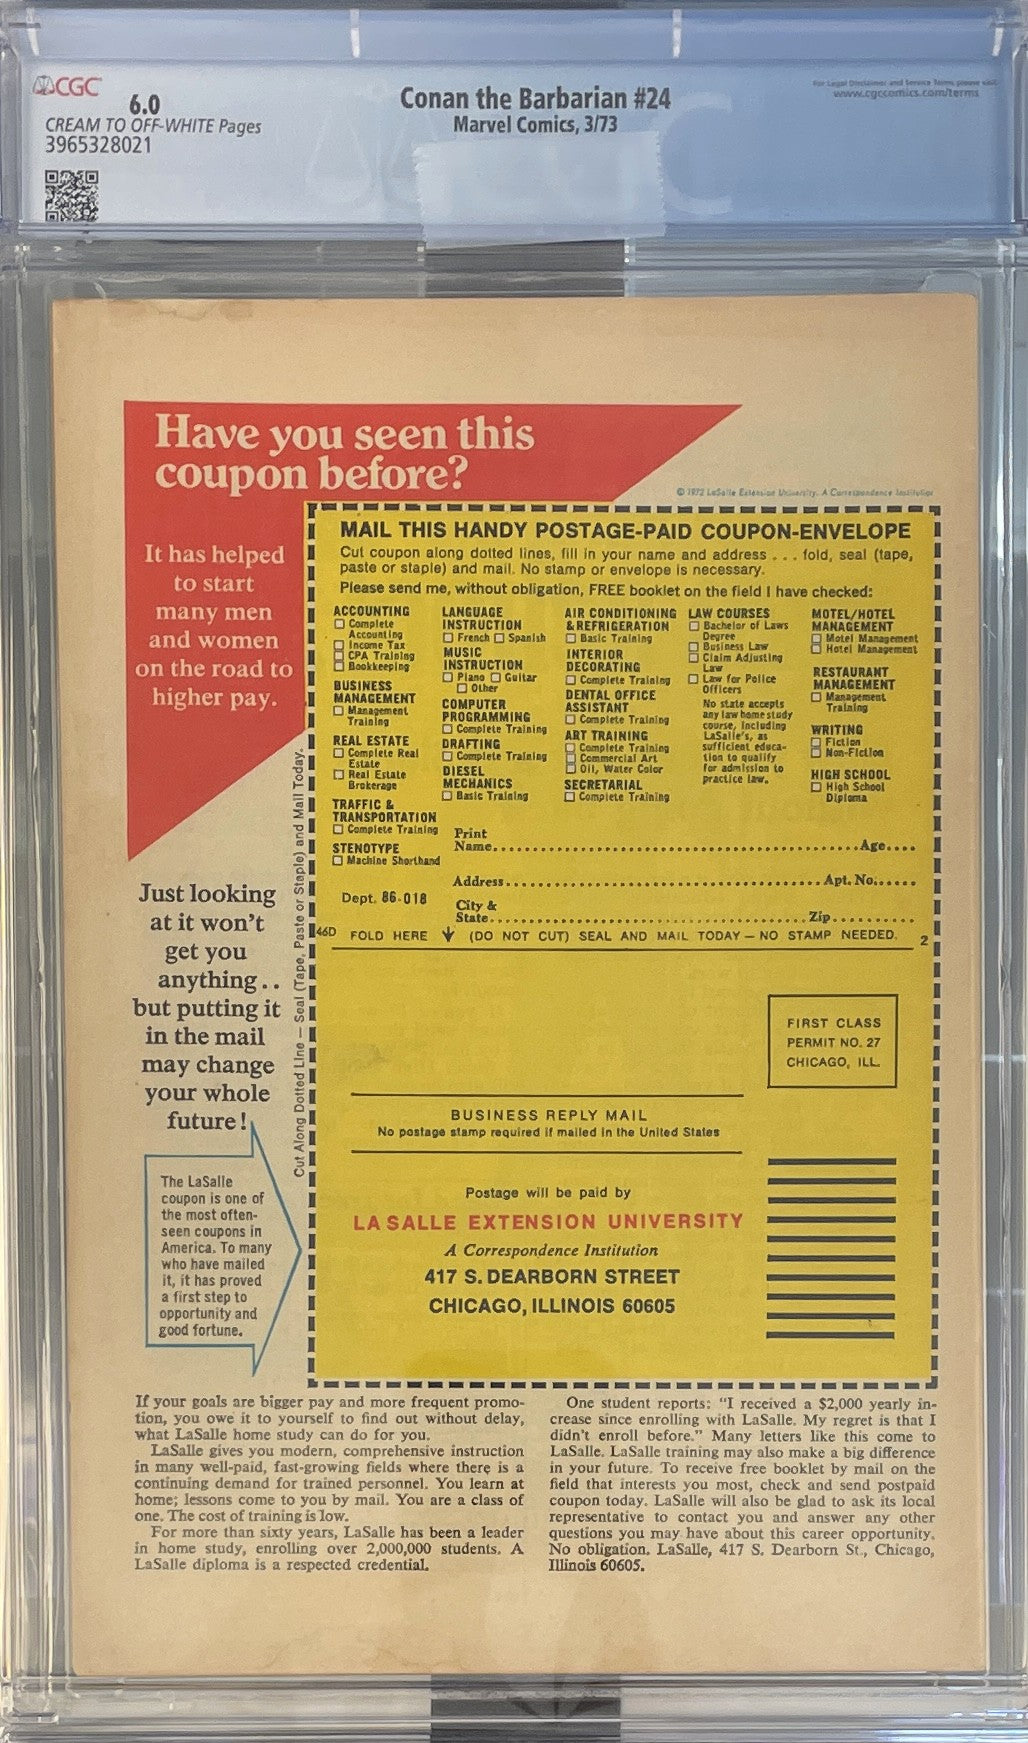 CGC
6.0
CREAM TO OFF-WHITE Pages
3965328021
Conan the Barbarian #24
Marvel Comics, 3/73
For Legal Disclaimer and Service Terms, please visit
www.cgccomics.com/terms
Have you seen this
coupon before?
It has helped
to start
many men
and women
on the road to
higher pay.
© 1972 LaSalle Extension University. A Correspondence Institution
MAIL THIS HANDY POSTAGE-PAID COUPON-ENVELOPE
Cut coupon along dotted lines, fill in your name and address . . . fold, seal (tape,
paste or staple) and mail. No stamp or envelope is necessary.
Please send me, without obligation, FREE booklet on the field I have checked:
ACCOUNTING
☐ Complete
Accounting
☐ Income Tax
☐ CPA Training
☐ Bookkeeping
BUSINESS
MANAGEMENT
☐ Management
Training
REAL ESTATE
☐ Complete Real
Estate
☐ Real Estate
Brokerage
TRAFFIC &
TRANSPORTATION
☐ Complete Training
STENOTYPE
☐ Machine Shorthand
LANGUAGE
INSTRUCTION
☐ French ☐ Spanish
MUSIC
INSTRUCTION
☐ Piano ☐ Guitar
☐ Other
COMPUTER
PROGRAMMING
☐ Complete Training
DRAFTING
☐ Complete Training
DIESEL
MECHANICS
☐ Basic Training
AIR CONDITIONING
& REFRIGERATION
☐ Basic Training
INTERIOR
DECORATING
☐ Complete Training
DENTAL OFFICE
ASSISTANT
☐ Complete Training
ART TRAINING
☐ Complete Training
☐ Commercial Art
☐ Oil, Water Color
SECRETARIAL
☐ Complete Training
LAW COURSES
☐ Bachelor of Laws
Degree
☐ Business Law
☐ Claim Adjusting
Law
☐ Law for Police
Officers
No state accepts
any law home study
course, including
LaSalle's, as
sufficient educa-
tion to qualify
for admission to
practice law.
MOTEL/HOTEL
MANAGEMENT
☐ Motel Management
☐ Hotel Management
RESTAURANT
MANAGEMENT
☐ Management
Training
WRITING
☐ Fiction
☐ Non-Fiction
HIGH SCHOOL
☐ High School
Diploma
Print
Name.......................................................Age....
Address................................................Apt. No......
Dept. 86-018
City &
State.................................................Zip..........
46D FOLD HERE ↓ (DO NOT CUT) SEAL AND MAIL TODAY — NO STAMP NEEDED. 2
Cut Along Dotted Line — Seal (Tape, Paste or Staple) and Mail Today.
Just looking
at it won't
get you
anything . .
but putting it
in the mail
may change
your whole
future!
The LaSalle
coupon is one of
the most often-
seen coupons in
America. To many
who have mailed
it, it has proved
a first step to
opportunity and
good fortune.
FIRST CLASS
PERMIT NO. 27
CHICAGO, ILL.
BUSINESS REPLY MAIL
No postage stamp required if mailed in the United States
Postage will be paid by
LA SALLE EXTENSION UNIVERSITY
A Correspondence Institution
417 S. DEARBORN STREET
CHICAGO, ILLINOIS 60605
If your goals are bigger pay and more frequent promo-
tion, you owe it to yourself to find out without delay,
what LaSalle home study can do for you.
LaSalle gives you modern, comprehensive instruction
in many well-paid, fast-growing fields where there is a
continuing demand for trained personnel. You learn at
home; lessons come to you by mail. You are a class of
one. The cost of training is low.
For more than sixty years, LaSalle has been a leader
in home study, enrolling over 2,000,000 students. A
LaSalle diploma is a respected credential.
One student reports: "I received a $2,000 yearly in-
crease since enrolling with LaSalle. My regret is that I
didn't enroll before." Many letters like this come to
LaSalle. LaSalle training may also make a big difference
in your future. To receive free booklet by mail on the
field that interests you most, check and send postpaid
coupon today. LaSalle will also be glad to ask its local
representative to contact you and answer any other
questions you may have about this career opportunity.
No obligation. LaSalle, 417 S. Dearborn St., Chicago,
Illinois 60605.